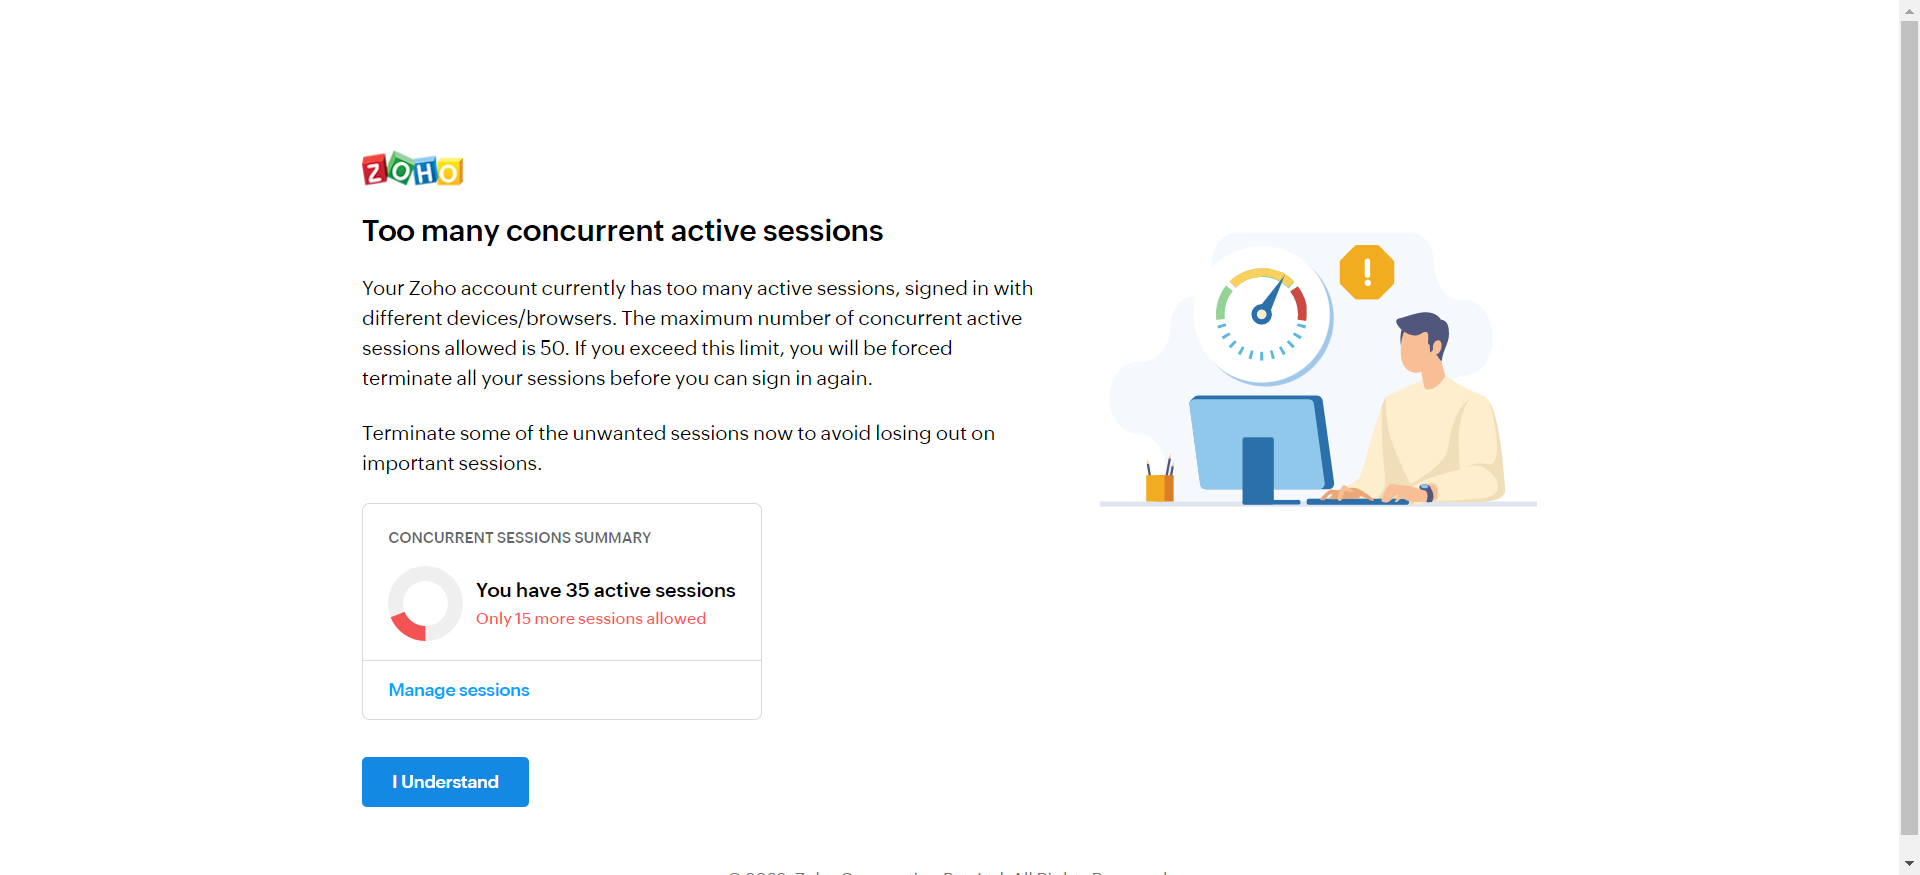 ZOHO
Too many concurrent active sessions
Your Zoho account currently has too many active sessions, signed in with
different devices/browsers. The maximum number of concurrent active
sessions allowed is 50. If you exceed this limit, you will be forced
terminate all your sessions before you can sign in again.
Terminate some of the unwanted sessions now to avoid losing out on
important sessions.
CONCURRENT SESSIONS SUMMARY
You have 35 active sessions
Only 15 more sessions allowed
Manage sessions
I Understand